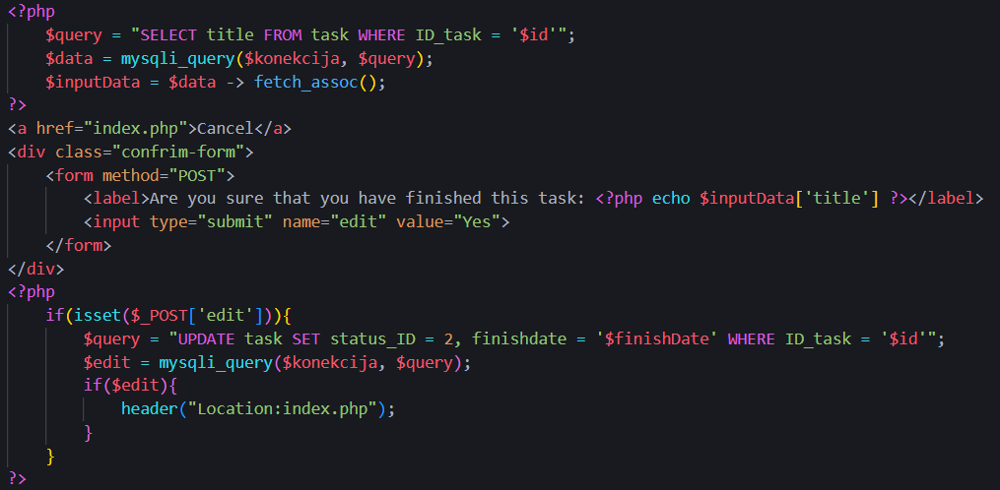 <?php
    $query = "SELECT title FROM task WHERE ID_task = '$id'";
    $data = mysqli_query($konekcija, $query);
    $inputData = $data -> fetch_assoc();
?>
<a href="index.php">Cancel</a>
<div class="confrim-form">
    <form method="POST">
        <label>Are you sure that you have finished this task: <?php echo $inputData['title'] ?></label>
        <input type="submit" name="edit" value="Yes">
    </form>
</div>
<?php
    if(isset($_POST['edit'])){
        $query = "UPDATE task SET status_ID = 2, finishdate = '$finishDate' WHERE ID_task = '$id'";
        $edit = mysqli_query($konekcija, $query);
        if($edit){
            header("Location:index.php");
        }
    }
?>